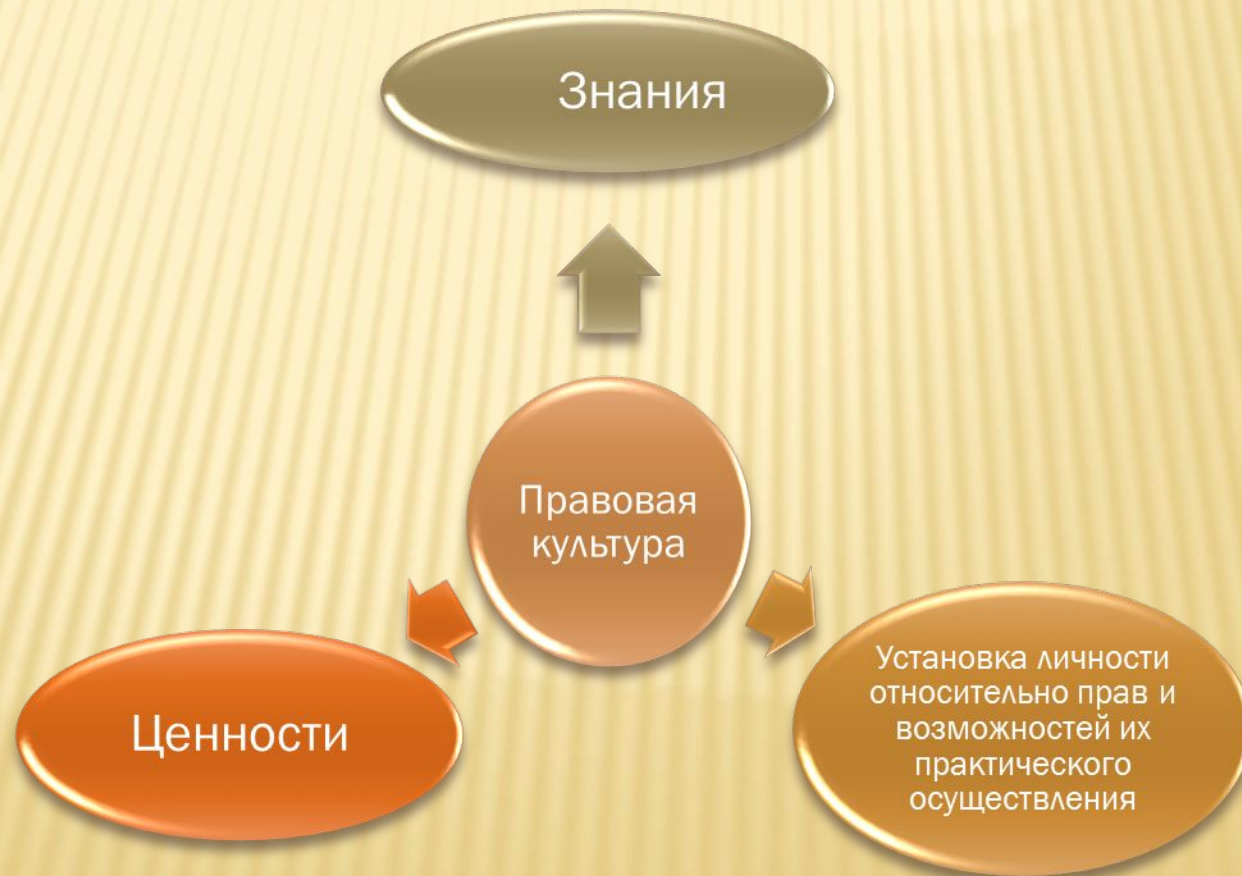 Знания
Правовая
культура
Ценности
Установка личности
относительно прав и
возможностей их
практического
осуществления